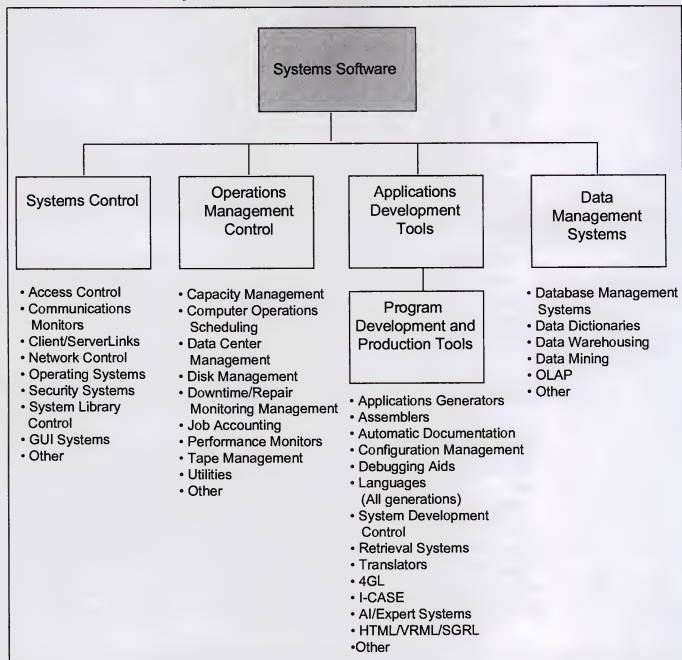 Systems Software
Systems Control
• Access Control
• Communications
Monitors
• Client/ServerLinks
• Network Control
• Operating Systems
• Security Systems
• System Library
Control
• GUI Systems
• Other
Operations
Management
Control
• Capacity Management
• Computer Operations
Scheduling
• Data Center
Management
• Disk Management
• Downtime/Repair
Monitoring Management
• Job Accounting
• Performance Monitors
• Tape Management
• Utilities
• Other
Applications
Development
Tools
Program
Development and
Production Tools
• Applications Generators
• Assemblers
• Automatic Documentation
• Configuration Management
• Debugging Aids
• Languages
(All generations)
• System Development
Control
• Retrieval Systems
• Translators
• 4GL
• I-CASE
• AI/Expert Systems
• HTML/VRML/SGRL
•Other
Data
Management
Systems
• Database Management
Systems
• Data Dictionaries
• Data Warehousing
• Data Mining
• OLAP
• Other